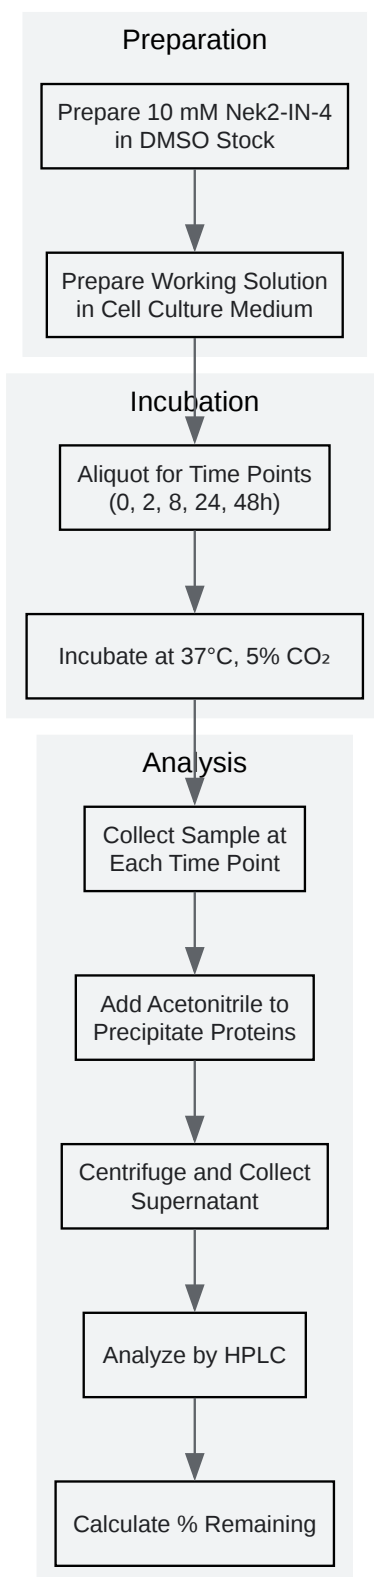 Preparation
Prepare 10 mM Nek2-IN-4
in DMSO Stock
Prepare Working Solution
in Cell Culture Medium
Incubation
Aliquot for Time Points
(0, 2, 8, 24, 48h)
Incubate at 37°C, 5% CO₂
Analysis
Collect Sample at
Each Time Point
Add Acetonitrile to
Precipitate Proteins
Centrifuge and Collect
Supernatant
Analyze by HPLC
Calculate % Remaining